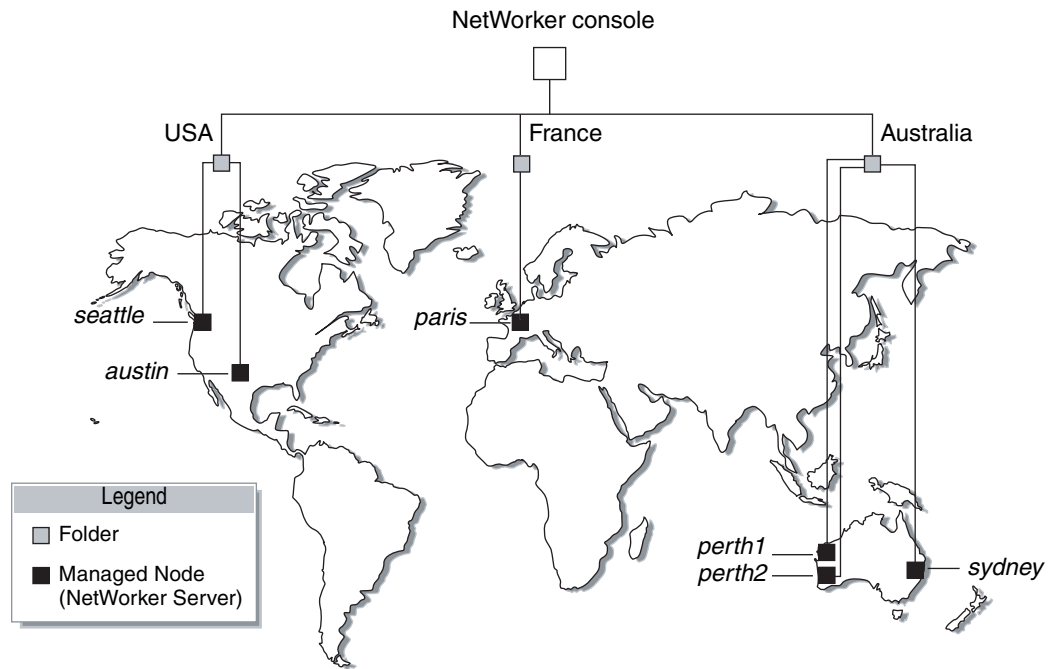 NetWorker console
USA
France
Australia
seattle
paris
austin
Legend
Folder
Managed Node
(NetWorker Server)
perth1
perth2
sydney